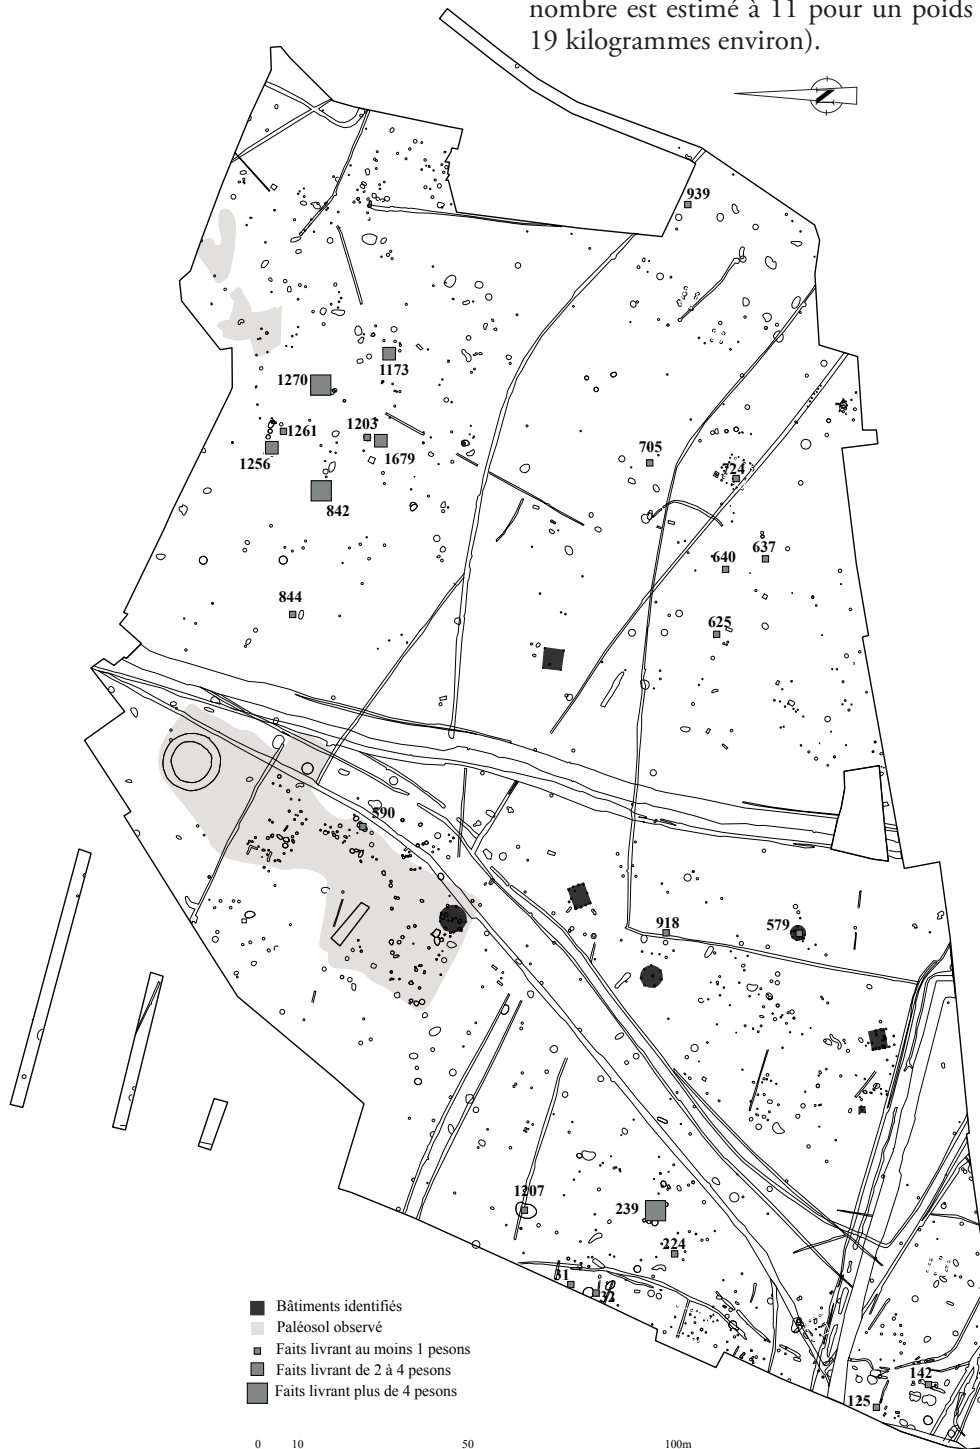 nombre est estimé à 11 pour un poids
19 kilogrammes environ).
N
939
1270
1173
1261
1203
1256
1679
842
705
724
640
637
844
625
590
918
579
1207
239
224
31
32
142
125
Bâtiments identifiés
Paléosol observé
Faits livrant au moins 1 pesons
Faits livrant de 2 à 4 pesons
Faits livrant plus de 4 pesons
0 10 50 100m